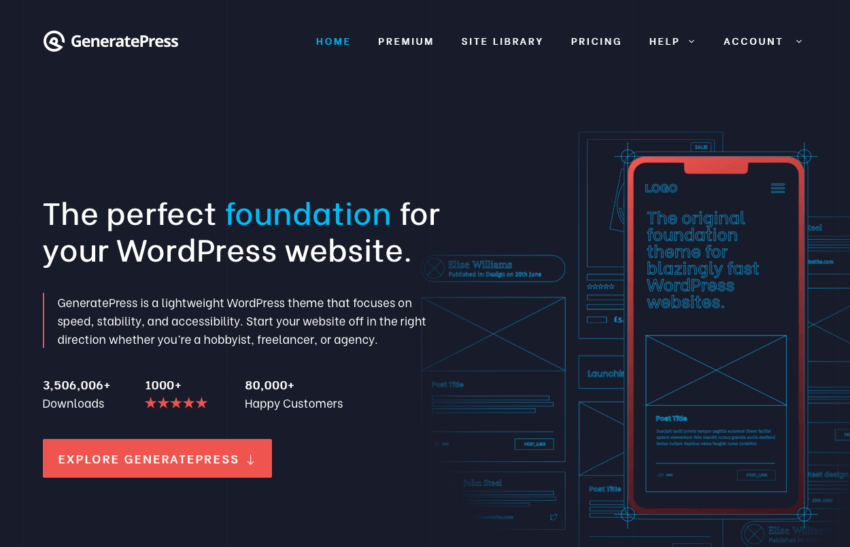 GeneratePress
HOME PREMIUM SITE LIBRARY PRICING HELP ACCOUNT
The perfect foundation for
your WordPress website.
GeneratePress is a lightweight WordPress theme that focuses on
speed, stability, and accessibility. Start your website off in the right
direction whether you're a hobbyist, freelancer, or agency.
3,506,006+ 1000+ 80,000+
Downloads Happy Customers
EXPLORE GENERATEPRESS
SALE
LOGO
The original
foundation
theme for
blazingly fast
WordPress
websites.
Elise Williams
Published in Design on 20th June
Post Title
John Steel
Post Title
Post Title
Elise